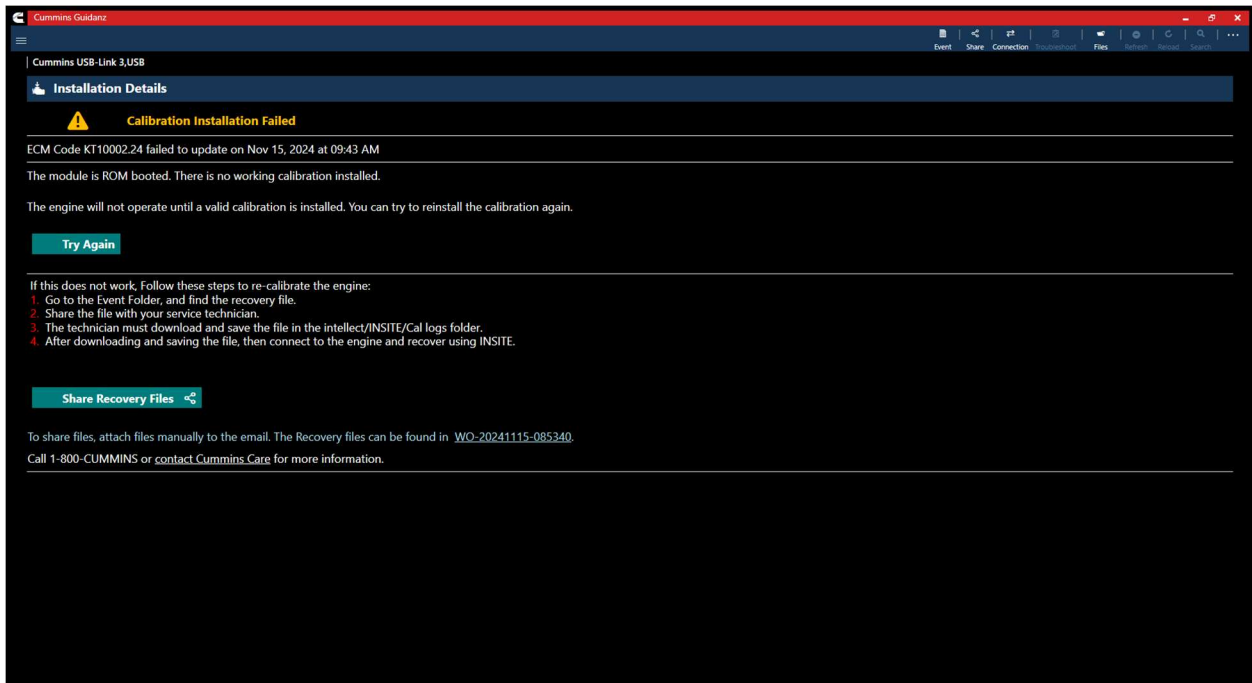 Cummins Guidanz
Event Share Connection Troubleshoot Files Refresh Reload Search
Cummins USB-Link 3,USB
Installation Details
Calibration Installation Failed
ECM Code KT10002.24 failed to update on Nov 15, 2024 at 09:43 AM
The module is ROM booted. There is no working calibration installed.
The engine will not operate until a valid calibration is installed. You can try to reinstall the calibration again.
Try Again
If this does not work, Follow these steps to re-calibrate the engine:
1. Go to the Event Folder, and find the recovery file.
2. Share the file with your service technician.
3. The technician must download and save the file in the intellect/INSITE/Cal logs folder.
4. After downloading and saving the file, then connect to the engine and recover using INSITE.
Share Recovery Files
To share files, attach files manually to the email. The Recovery files can be found in WO-20241115-085340.
Call 1-800-CUMMINS or contact Cummins Care for more information.